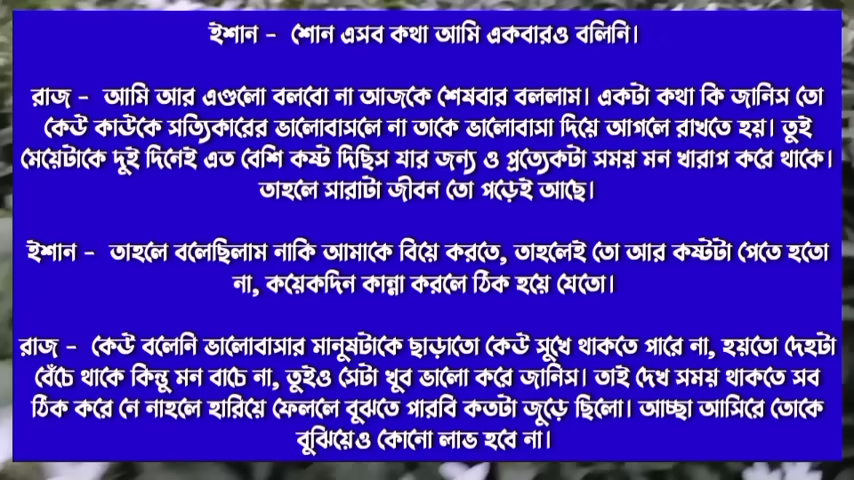 ইশান - শোন এসব কথা আমি একবারও বলিনি।
রাজ - আমি আর এগুলো বলবো না আজকে শেষবার বললাম। একটা কথা কি জানিস তো
কেউ কাউকে সত্যিকারের ভালোবাসলে না তাকে ভালোবাসা দিয়ে আগলে রাখতে হয়। তুই
মেয়েটাকে দুই দিনেই এত বেশি কষ্ট দিছিস যার জন্য ও প্রত্যেকটা সময় মন খারাপ করে থাকে।
তাহলে সারাটা জীবন তো পড়েই আছে।
ইশান - তাহলে বলেছিলাম নাকি আমাকে বিয়ে করতে, তাহলেই তো আর কষ্টটা পেতে হতো
না, কয়েকদিন কান্না করলে ঠিক হয়ে যেতো।
রাজ - কেউ বলেনি ভালোবাসার মানুষটাকে ছাড়াতো কেউ সুখে থাকতে পারে না, হয়তো দেহটা
বেঁচে থাকে কিন্তু মন বাচে না, তুইও সেটা খুব ভালো করে জানিস। তাই দেখ সময় থাকতে সব
ঠিক করে নে নাহলে হারিয়ে ফেললে বুঝতে পারবি কতটা জুড়ে ছিলো। আচ্ছা আসিরে তোকে
বুঝিয়েও কোনো লাভ হবে না।